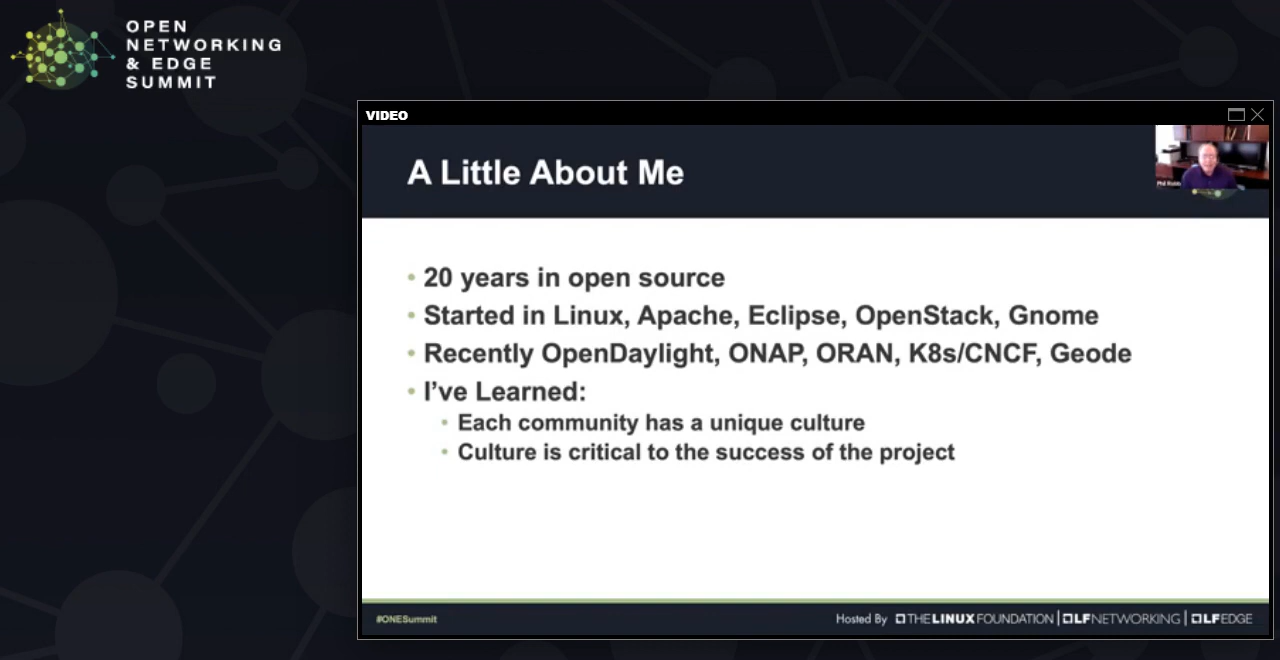 OPEN
NETWORKING
& EDGE
SUMMIT
VIDEO
A Little About Me
Phil
• 20 years in open source
• Started in Linux, Apache, Eclipse, OpenStack, Gnome
• Recently OpenDaylight, ONAP, ORAN, K8s/CNCF, Geode
• I’ve Learned:
• Each community has a unique culture
• Culture is critical to the success of the project
#ONESummit
Hosted By THE LINUX FOUNDATION | LF NETWORKING | LF EDGE